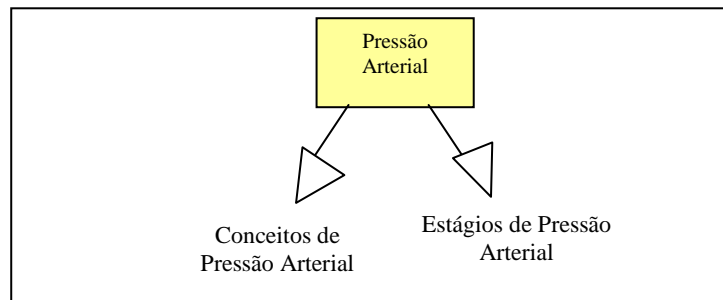 Pressão
Arterial
Conceitos de
Pressão Arterial
Estágios de Pressão
Arterial